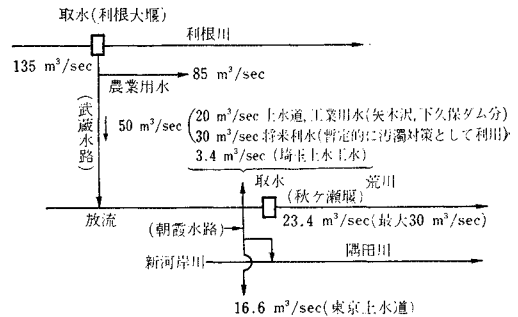 取水(利根大堰)
利根川
135 m³/sec
農業用水
85 m³/sec
(武蔵水路)
50 m³/sec
20 m³/sec 上水道,工業用水(矢木沢,下久保ダム分)
30 m³/sec 将来利水(暫定的に汚濁対策として利用)
3.4 m³/sec (埼玉上水工水)
取水
荒川
(秋ケ瀬堰)
放流
23.4 m³/sec(最大30 m³/sec)
(朝霞水路)
新河岸川
隅田川
16.6 m³/sec(東京上水道)